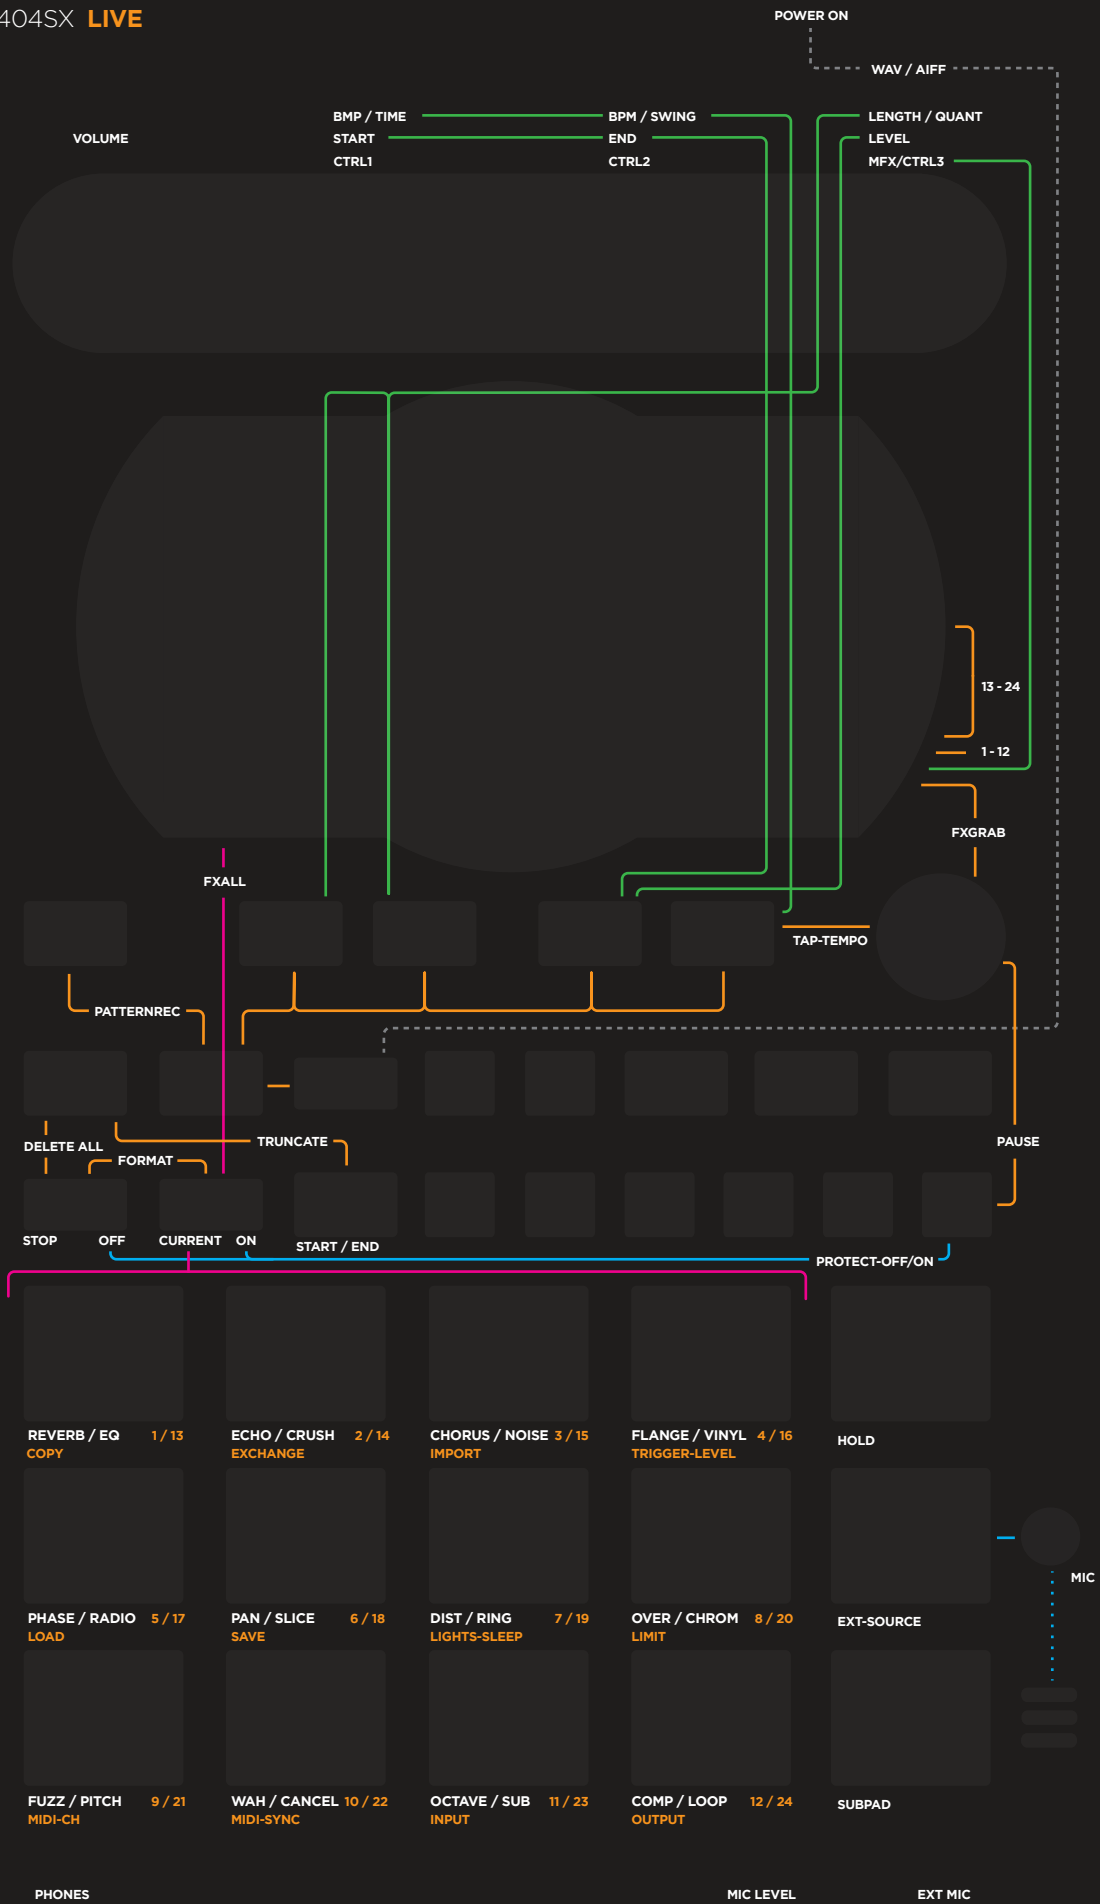 404SX LIVE
POWER ON
WAV / AIFF
BMP / TIME
BPM / SWING
LENGTH / QUANT
VOLUME
START
END
LEVEL
CTRL1
CTRL2
MFX/CTRL3
13 - 24
1 - 12
FXGRAB
FXALL
TAP-TEMPO
PATTERNREC
DELETE ALL
TRUNCATE
PAUSE
FORMAT
STOP
OFF
CURRENT
ON
START / END
PROTECT-OFF/ON
REVERB / EQ 1 / 13
COPY
ECHO / CRUSH 2 / 14
EXCHANGE
CHORUS / NOISE 3 / 15
IMPORT
FLANGE / VINYL 4 / 16
TRIGGER-LEVEL
HOLD
MIC
PHASE / RADIO 5 / 17
LOAD
PAN / SLICE 6 / 18
SAVE
DIST / RING 7 / 19
LIGHTS-SLEEP
OVER / CHROM 8 / 20
LIMIT
EXT-SOURCE
FUZZ / PITCH 9 / 21
MIDI-CH
WAH / CANCEL 10 / 22
MIDI-SYNC
OCTAVE / SUB 11 / 23
INPUT
COMP / LOOP 12 / 24
OUTPUT
SUBPAD
PHONES
MIC LEVEL
EXT MIC